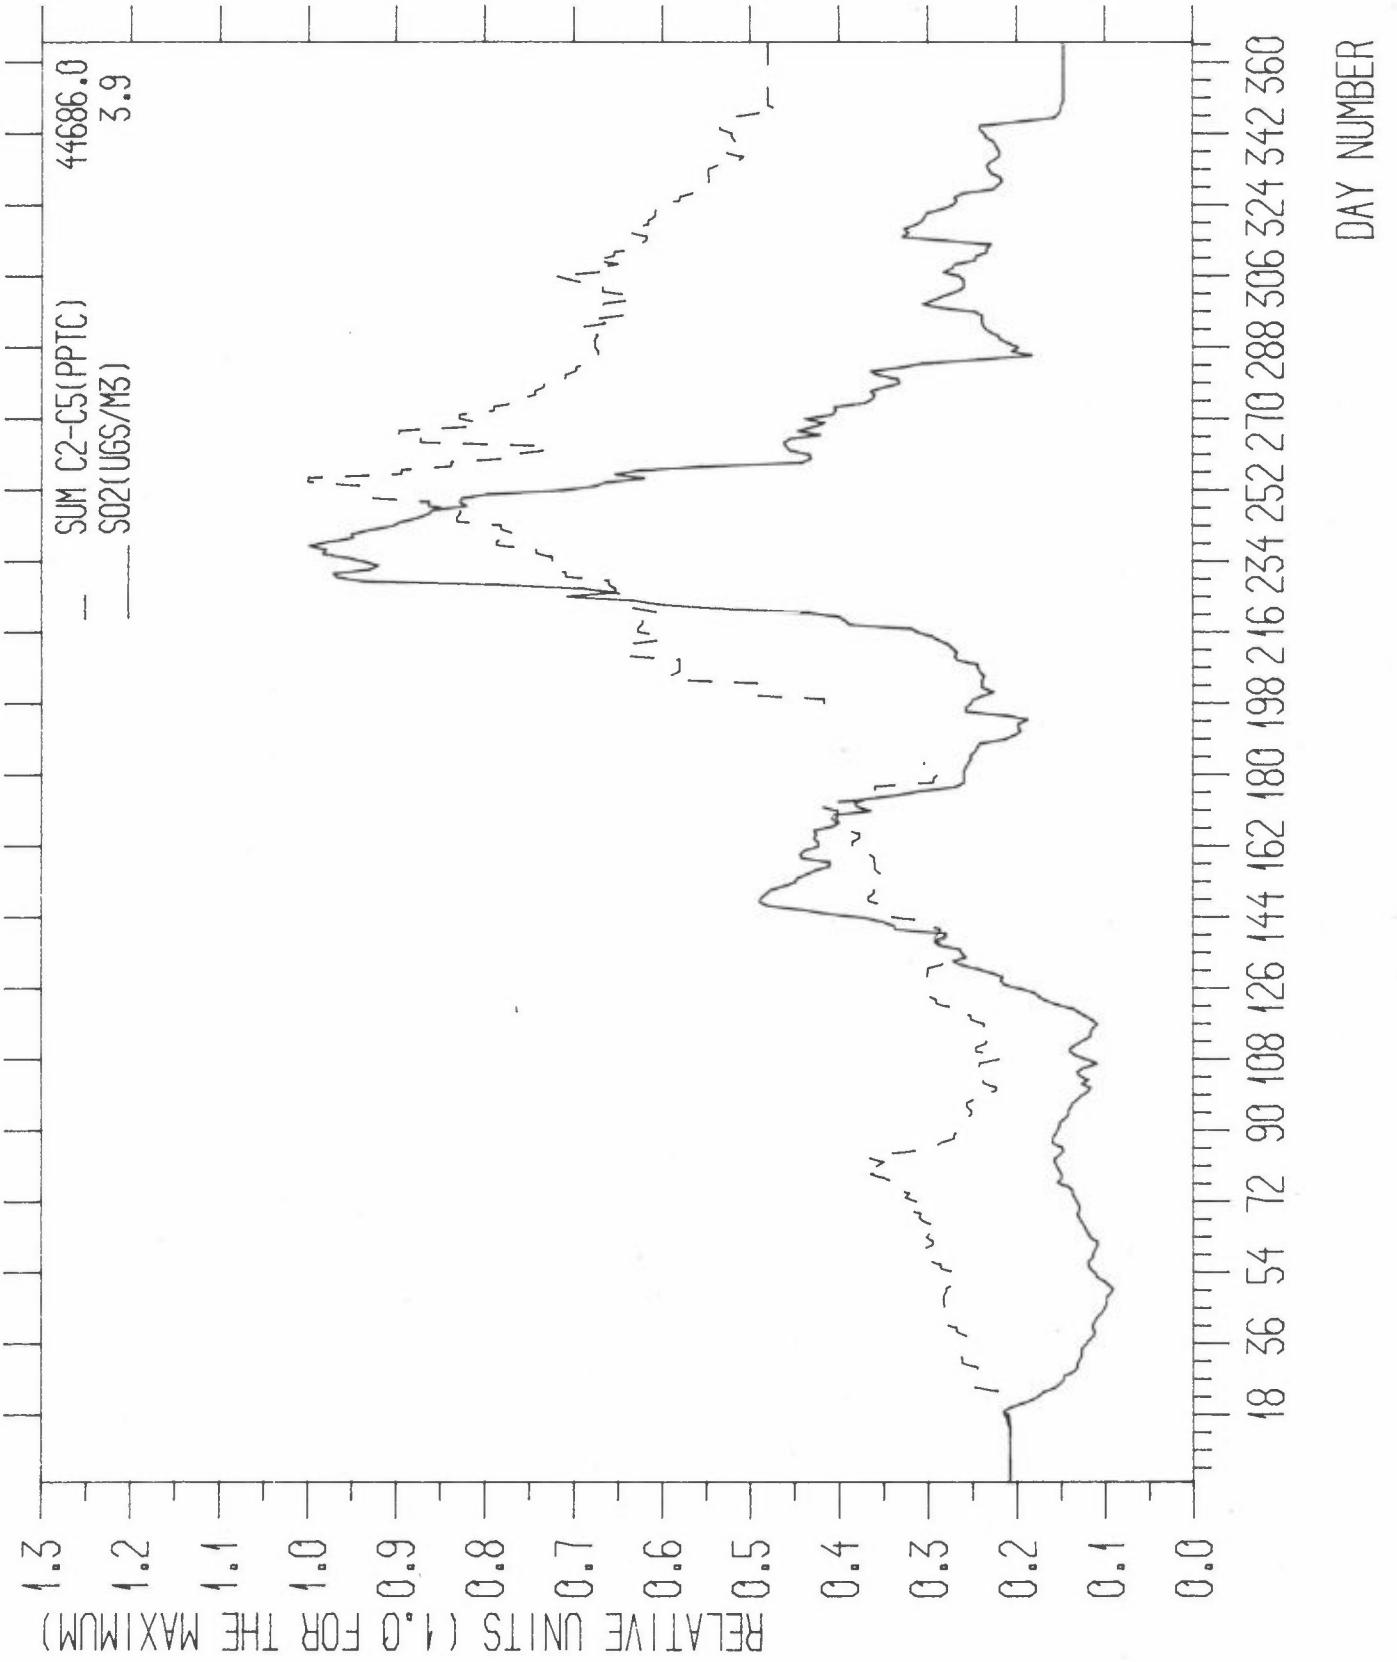 SUM C2-C5(PPTC) 44686.0
SO2(UGS/M3) 3.9
RELATIVE UNITS (1.0 FOR THE MAXIMUM)
1.3
1.2
1.1
1.0
0.9
0.8
0.7
0.6
0.5
0.4
0.3
0.2
0.1
0.0
18 36 54 72 90 108 126 144 162 180 198 216 234 252 270 288 306 324 342 360
DAY NUMBER